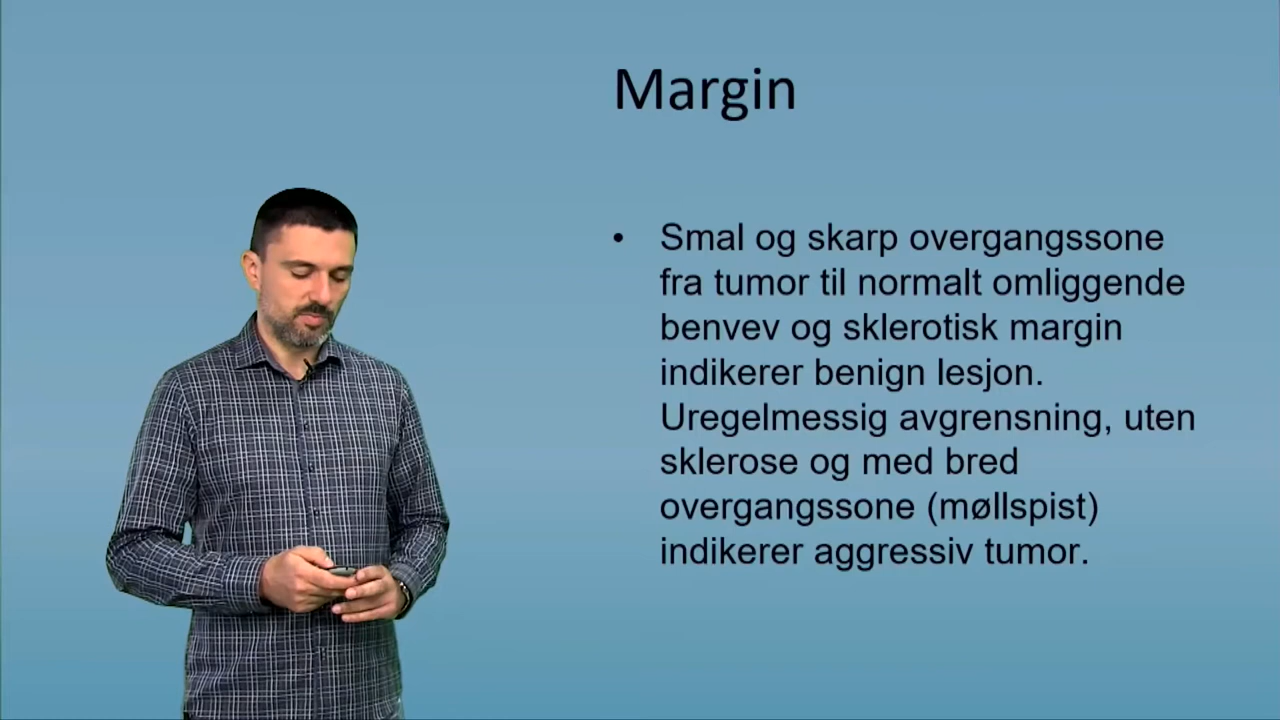 Margin
• Smal og skarp overgangssone
fra tumor til normalt omliggende
benvev og sklerotisk margin
indikerer benign lesjon.
Uregelmessig avgrensning, uten
sklerose og med bred
overgangssone (møllspist)
indikerer aggressiv tumor.